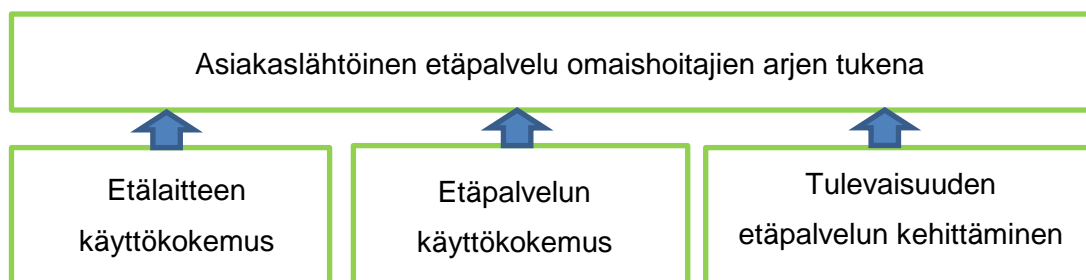 Asiakaslähtöinen etäpalvelu omaishoitajien arjen tukena
Etälaitteen
käyttökokemus
Etäpalvelun
käyttökokemus
Tulevaisuuden
etäpalvelun kehittäminen